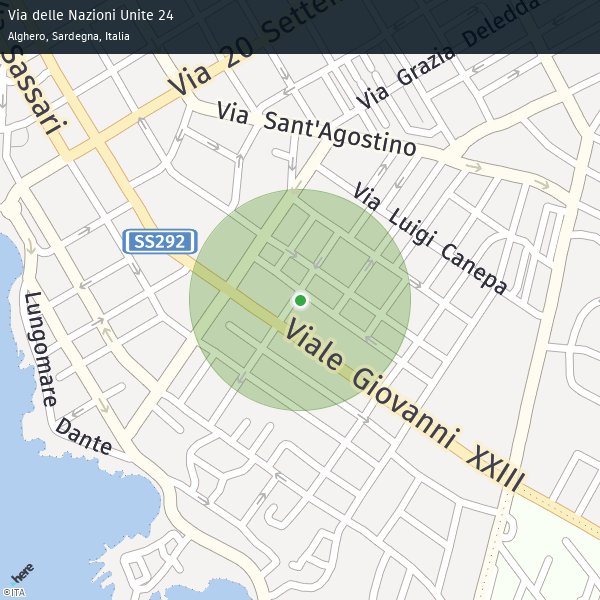 Via delle Nazioni Unite 24
Alghero, Sardegna, Italia
Via 20 Settem
Via Grazia Deledda
Sassari
Via Sant'Agostino
Via Luigi Canepa
SS292
Lungomare Dante
Viale Giovanni XXIII
here
©ITA